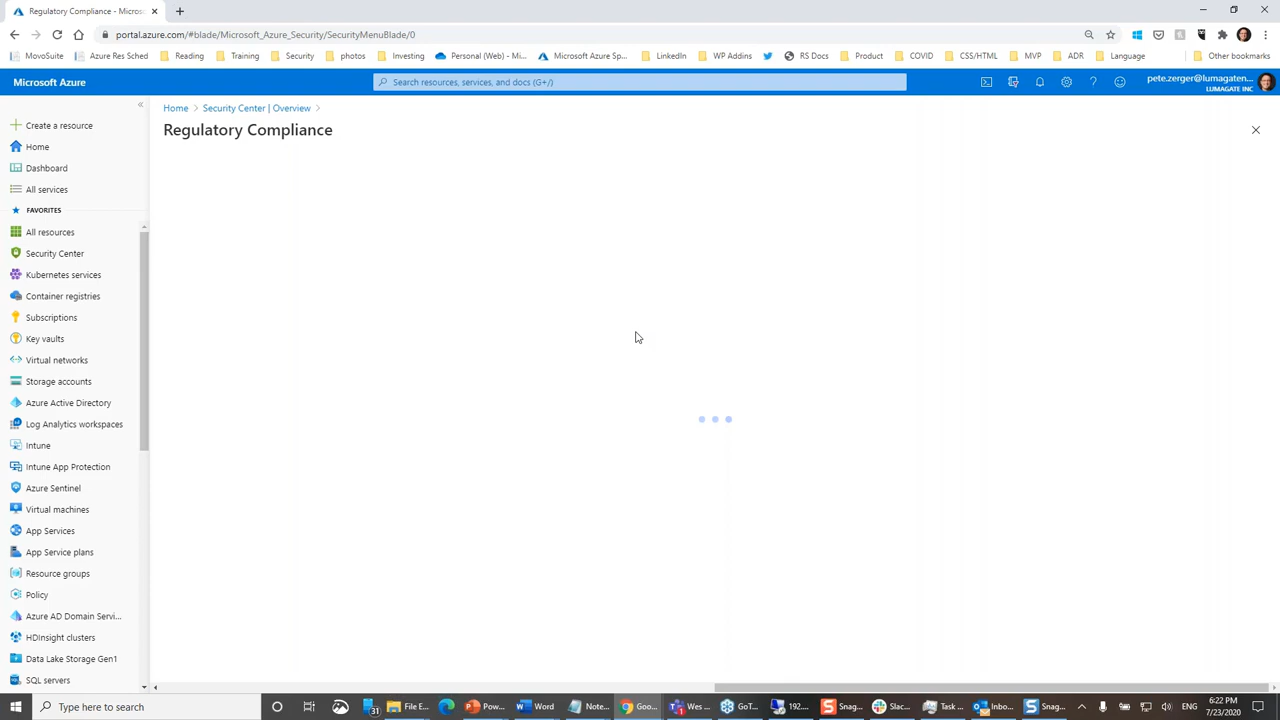 Regulatory Compliance - Micros
portal.azure.com/#blade/Microsoft_Azure_Security/SecurityMenuBlade/0
MovoSuite
Azure Res Sched
Reading
Training
Security
photos
Investing
Personal (Web) - Mi...
Microsoft Azure Sp...
LinkedIn
WP Addins
RS Docs
Product
COVID
CSS/HTML
MVP
ADR
Language
Other bookmarks
Microsoft Azure
Search resources, services, and docs (G+/)
pete.zerger@lumagaten...
LUMAGATE INC
Home > Security Center | Overview >
Regulatory Compliance
Create a resource
Home
Dashboard
All services
FAVORITES
All resources
Security Center
Kubernetes services
Container registries
Subscriptions
Key vaults
Virtual networks
Storage accounts
Azure Active Directory
Log Analytics workspaces
Intune
Intune App Protection
Azure Sentinel
Virtual machines
App Services
App Service plans
Resource groups
Policy
Azure AD Domain Servi...
HDInsight clusters
Data Lake Storage Gen1
SQL servers
Type here to search
31
File E...
Pow...
Word
Note...
Goo...
Wes ...
GoT...
192....
Snag...
Slac...
Task ...
Inbo...
Snag...
ENG
6:22 PM
7/23/2020